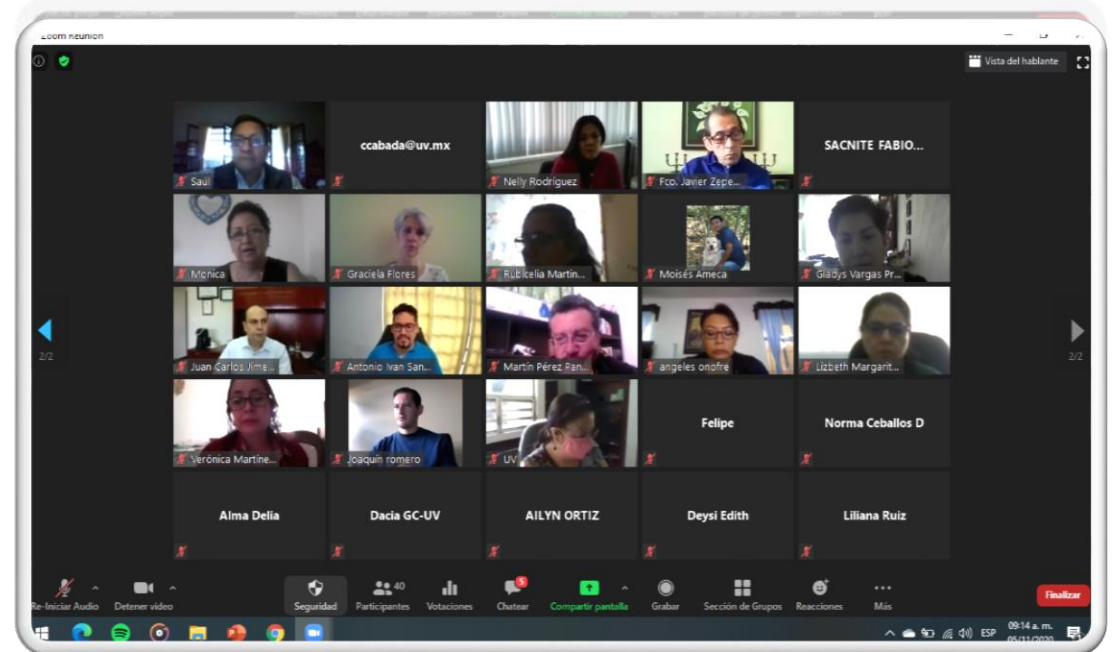 Zoom Reunión
Vista del hablante
Saúl
ccabada@uv.mx
Nelly Rodríguez
Fco. Javier Zepe...
SACNITE FABIO...
Monica
Graciela Flores
Rubicelia Martin...
Moisés Ameca
Gladys Vargas Pr...
Juan Carlos Jime...
Antonio Ivan San...
Martín Pérez Pan...
angeles onofre
Lizbeth Margarit...
2/2
2/2
Verónica Martíne...
Joaquín romero
UV
Felipe
Norma Ceballos D
Alma Delia
Dacia GC-UV
AILYN ORTIZ
Deysi Edith
Liliana Ruiz
Re-Iniciar Audio
Detener video
Seguridad
Participantes
40
Votaciones
Chatear
5
Compartir pantalla
Grabar
Sección de Grupos
Reacciones
Más
Finalizar
ESP
09:14 a. m.
05/11/2020